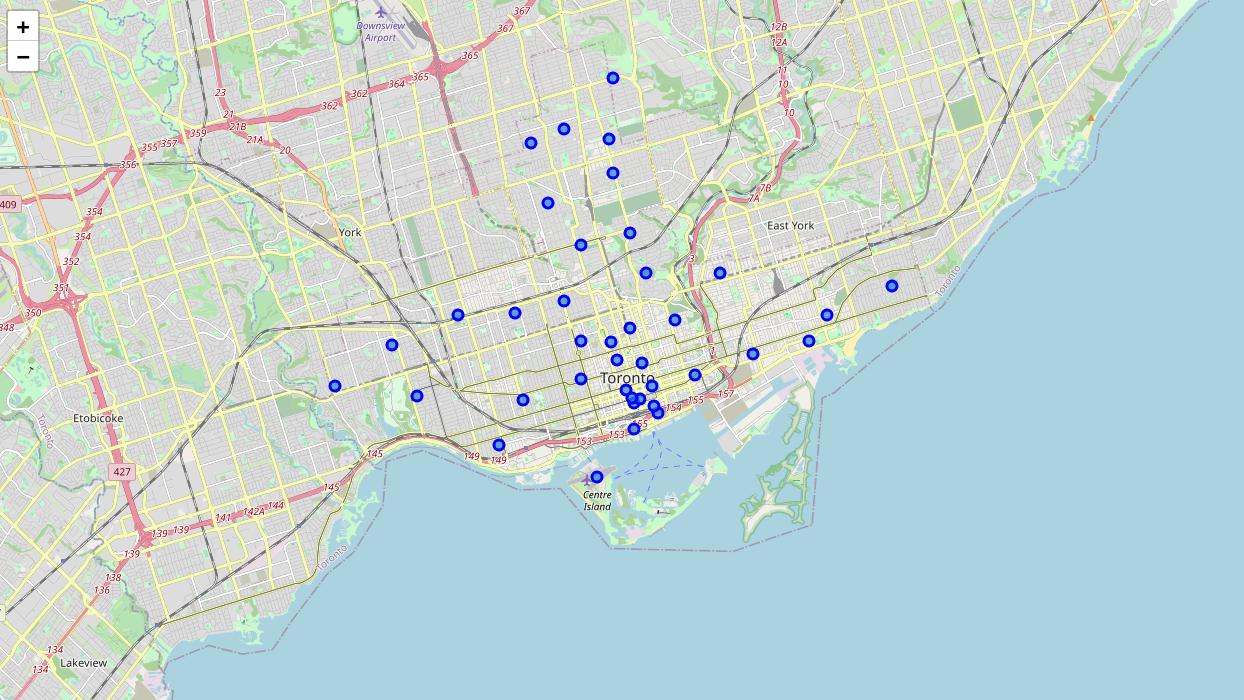 +
−
Downsview
Airport
367
367
365
365
364
362
362
359
357
355
356
23
21
21B
21A
20
12B
12A
11
10
10
7B
7A
3
409
354
354
352
351
350
348
York
East York
Toronto
Toronto
Etobicoke
Toronto
427
145
149
149
153
153
155
154
155
157
Centre
Island
145
144
142A
141
139
139
139
138
136
Toronto
134
134
Lakeview